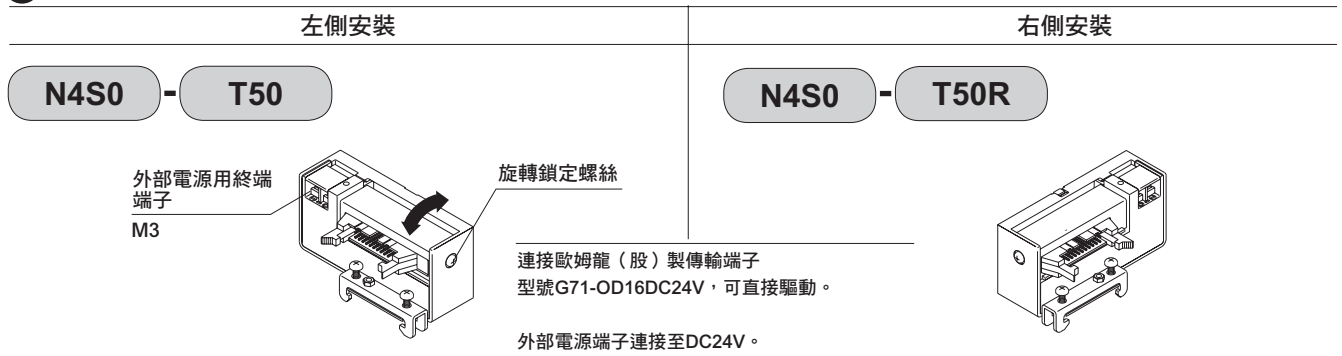 左側安裝
右側安裝
N4S0 - T50
N4S0 - T50R
外部電源用終端
端子
M3
旋轉鎖定螺絲
連接歐姆龍（股）製傳輸端子
型號G71-OD16DC24V，可直接驅動。
外部電源端子連接至DC24V。